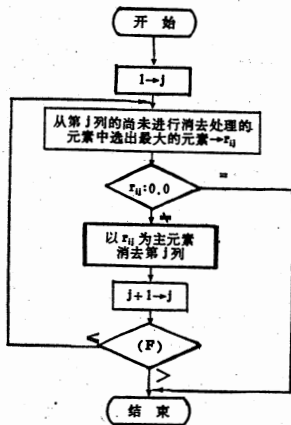 开 始
1→j
从第j列的尚未进行消去处理的
元素中选出最大的元素→rij
rij:0.0
=
≠
以rij为主元素
消去第j列
j+1→j
(F)
≤
>
结 束